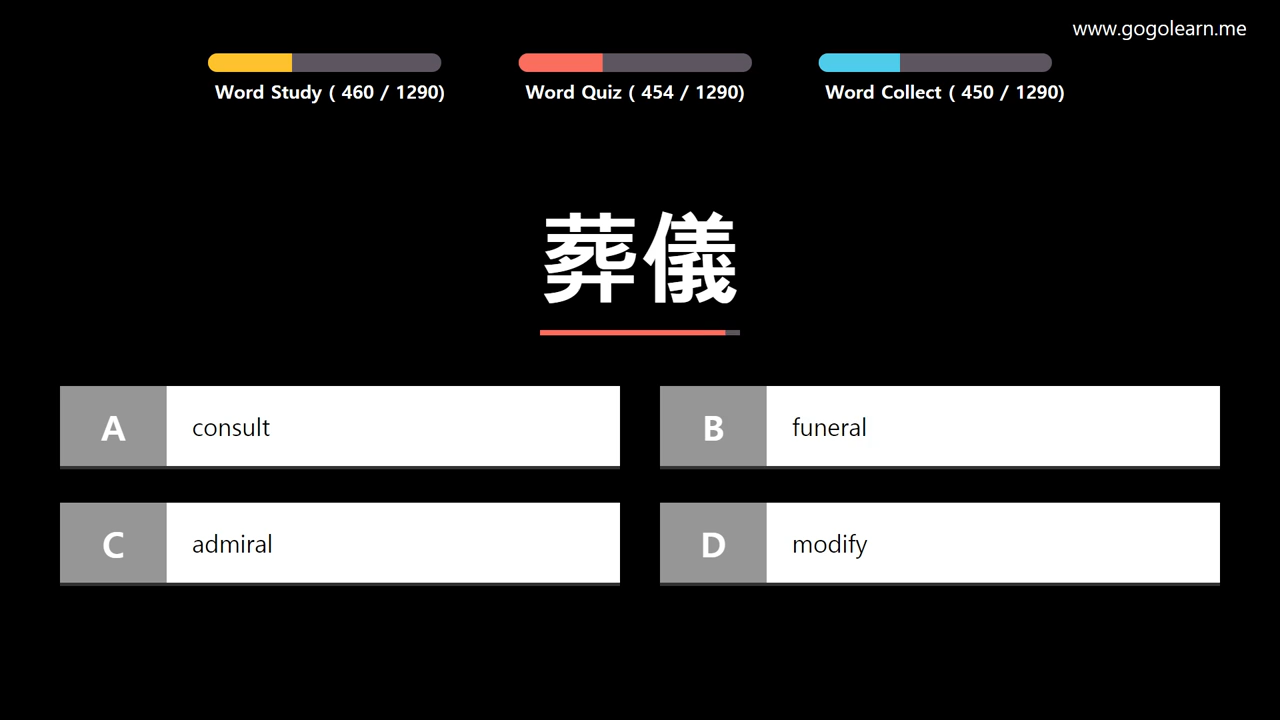 www.gogolearn.me
Word Study ( 460 / 1290)
Word Quiz ( 454 / 1290)
Word Collect ( 450 / 1290)
葬儀
A consult
B funeral
C admiral
D modify